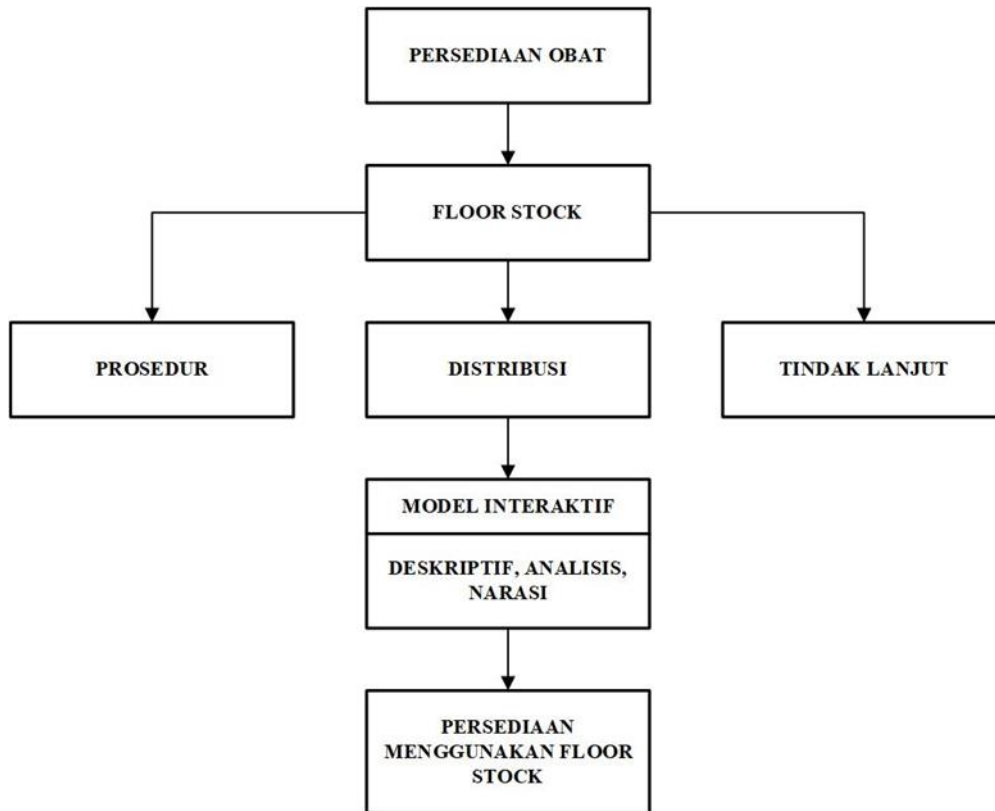 PERSEDIAAN OBAT
FLOOR STOCK
PROSEDUR
DISTRIBUSI
TINDAK LANJUT
MODEL INTERAKTIF
DESKRIPTIF, ANALISIS,
NARASI
PERSEDIAAN
MENGGUNAKAN FLOOR
STOCK